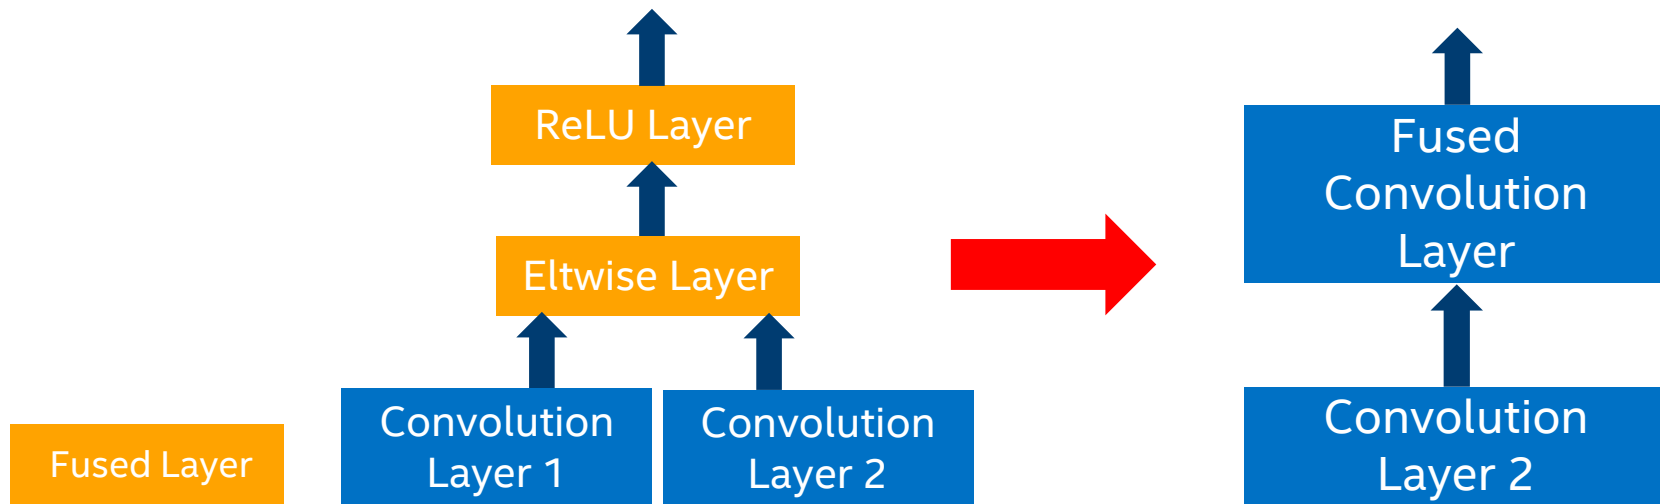 ReLU Layer
Eltwise Layer
Convolution
Layer 1
Convolution
Layer 2
Fused Layer
Fused
Convolution
Layer
Convolution
Layer 2